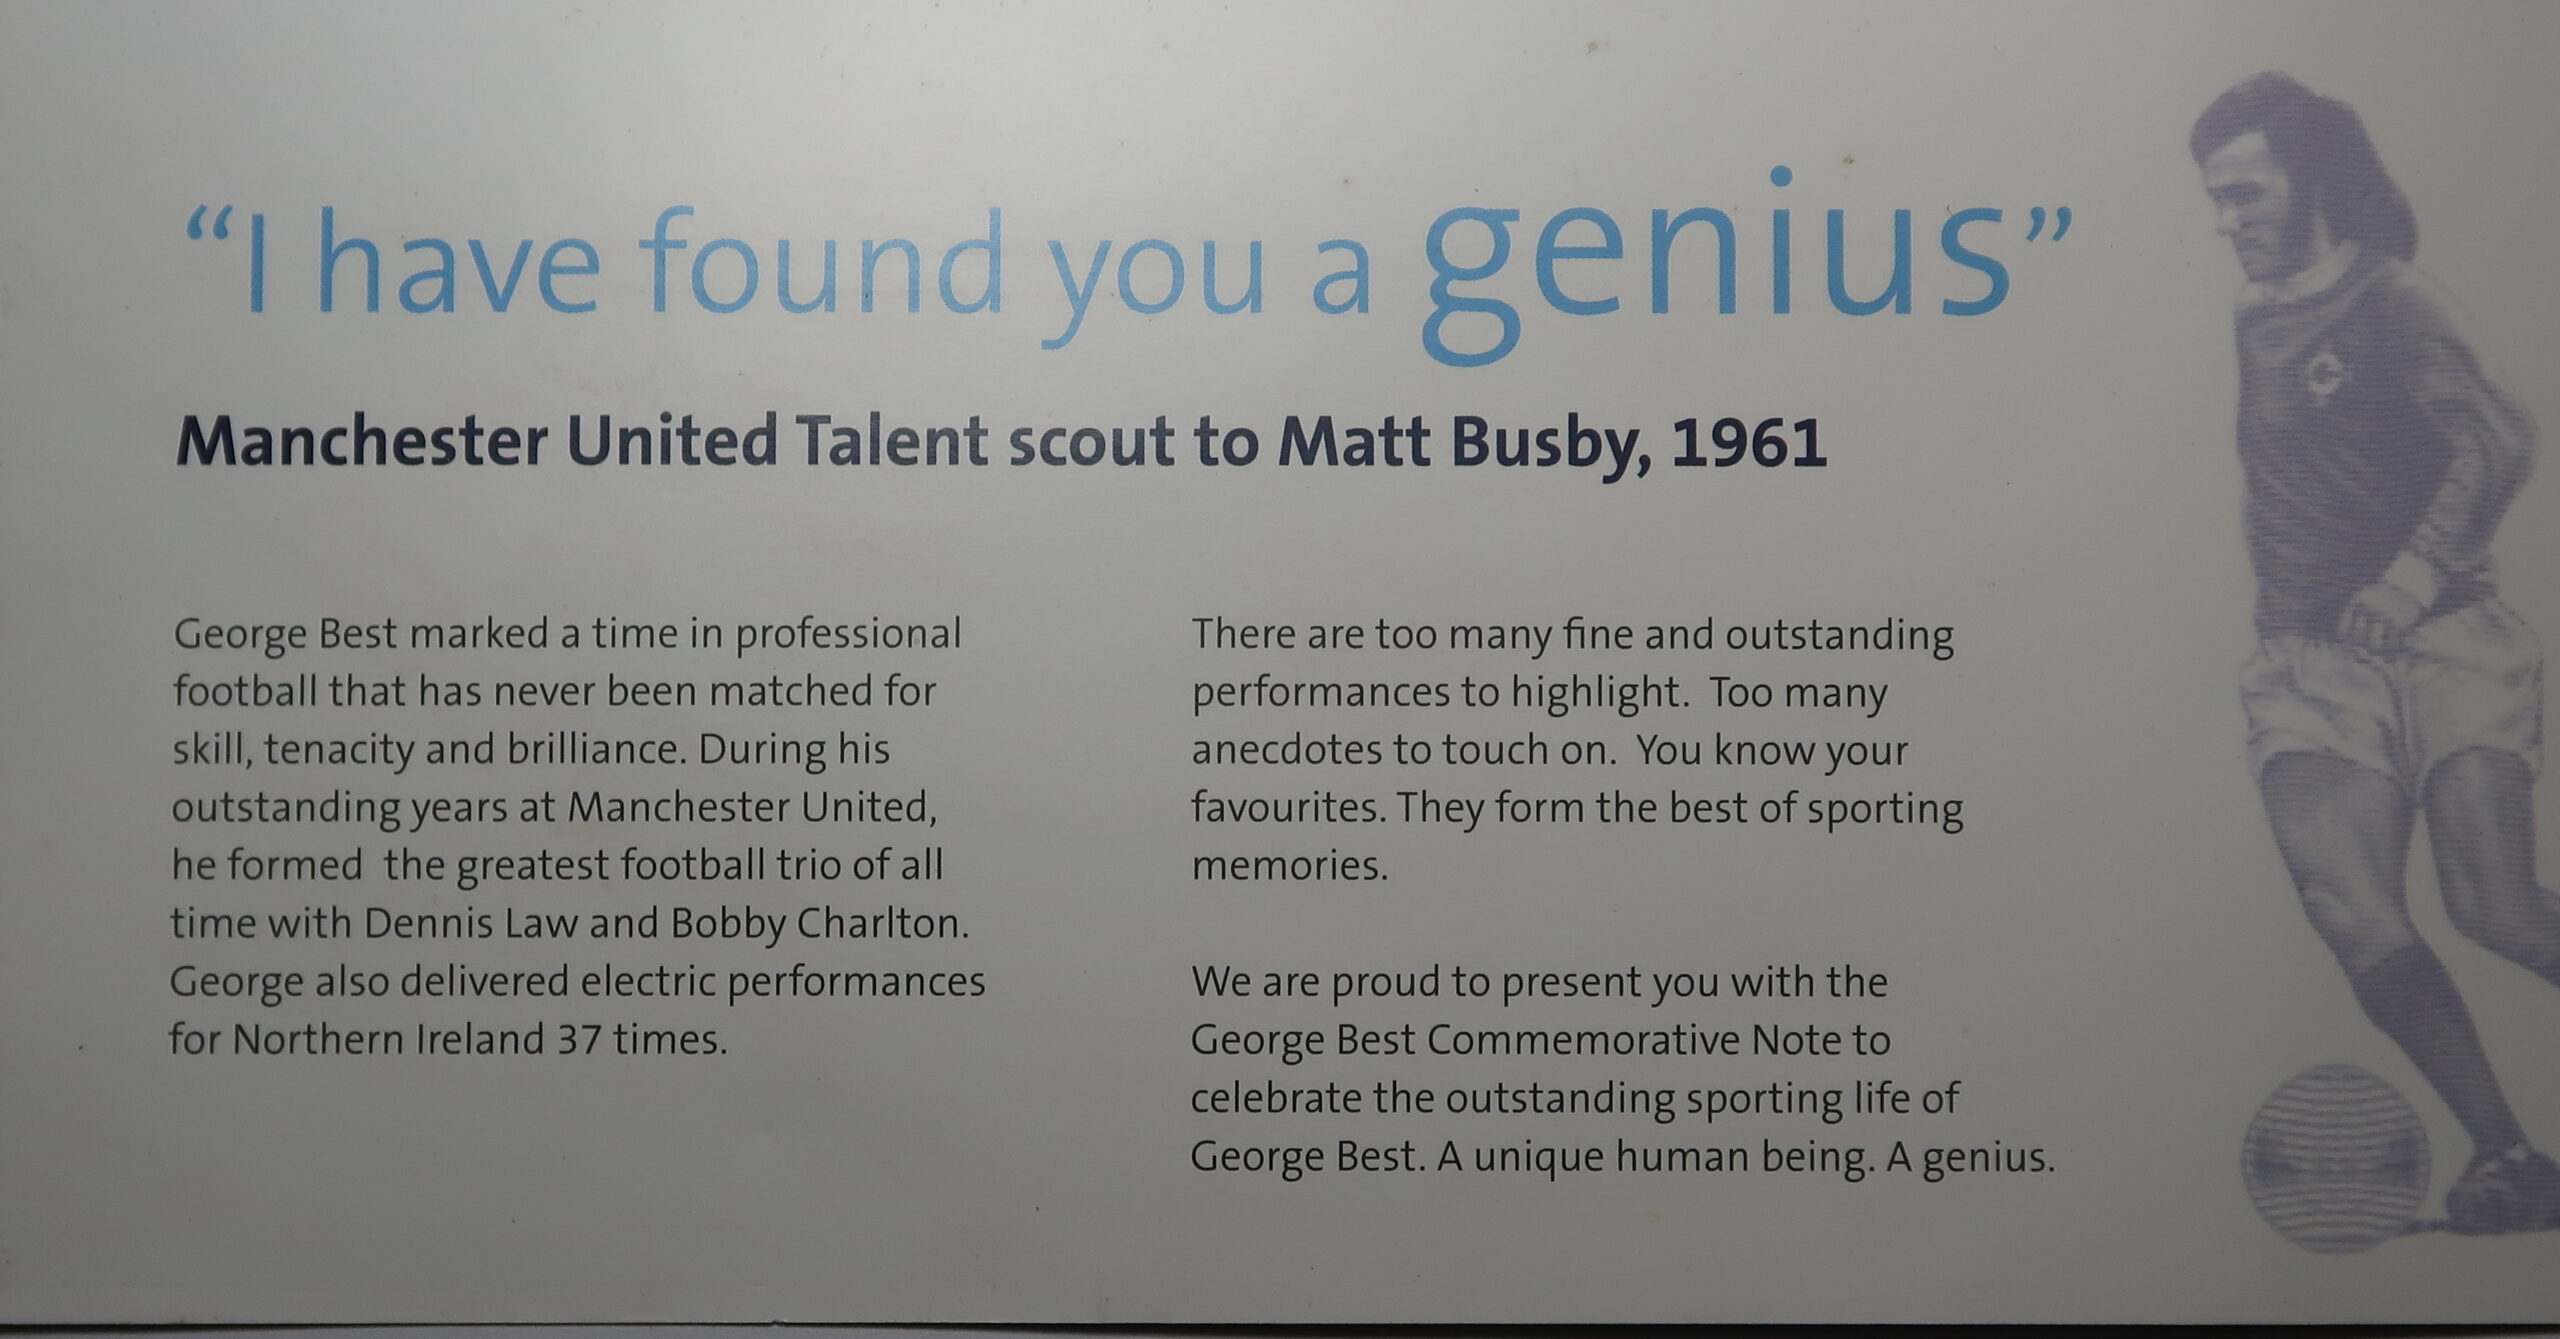 “I have found you a genius”
Manchester United Talent scout to Matt Busby, 1961
George Best marked a time in professional
football that has never been matched for
skill, tenacity and brilliance. During his
outstanding years at Manchester United,
he formed  the greatest football trio of all
time with Dennis Law and Bobby Charlton.
George also delivered electric performances
for Northern Ireland 37 times.
There are too many fine and outstanding
performances to highlight.  Too many
anecdotes to touch on.  You know your
favourites. They form the best of sporting
memories.
We are proud to present you with the
George Best Commemorative Note to
celebrate the outstanding sporting life of
George Best. A unique human being. A genius.